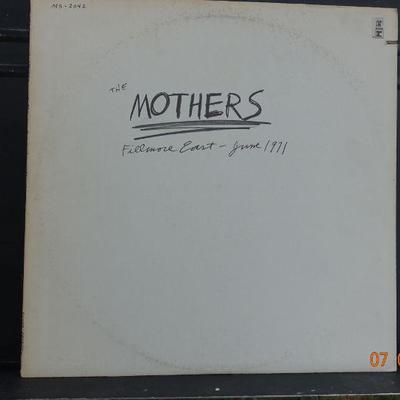 MS-2042
THE
MOTHERS
Fillmore East - June 1971
07